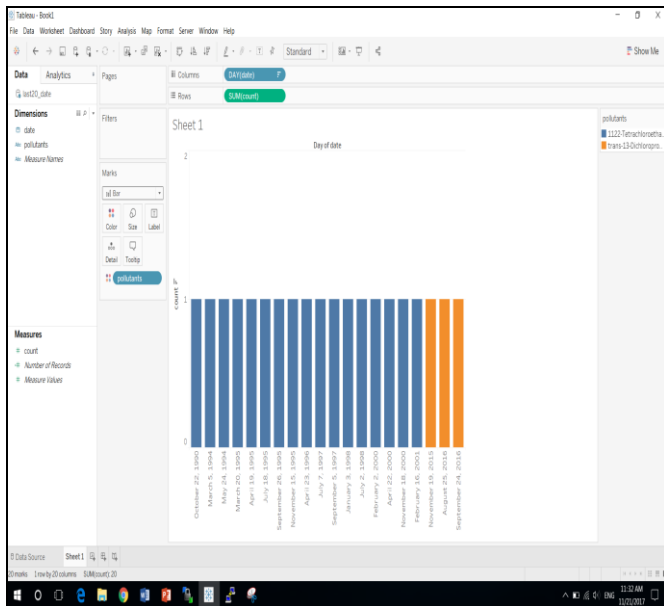 Tableau - Book1
File Data Worksheet Dashboard Story Analysis Map Format Server Window Help
Standard
Show Me
Data Analytics
Pages
Columns DAY(date)
last20_date
Rows SUM(count)
Dimensions
Filters
date
Abc pollutants
Abc Measure Names
Sheet 1
pollutants
1122-Tetrachloroetha..
trans-13-Dichloropro..
Day of date
Marks
Bar
Color Size Label
Detail Tooltip
pollutants
2
1
0
count
Measures
# count
Number of Records
# Measure Values
October 22, 1990
March 5, 1994
May 24, 1994
March 20, 1995
April 19, 1995
July 18, 1995
September 26, 1995
November 15, 1995
April 23, 1996
July 7, 1997
September 5, 1997
January 3, 1998
July 2, 1998
February 2, 2000
April 22, 2000
November 18, 2000
February 16, 2001
November 19, 2015
August 25, 2016
September 24, 2016
Data Source Sheet 1
20 marks 1 row by 20 columns SUM(count): 20
ENG
11:32 AM
11/21/2017